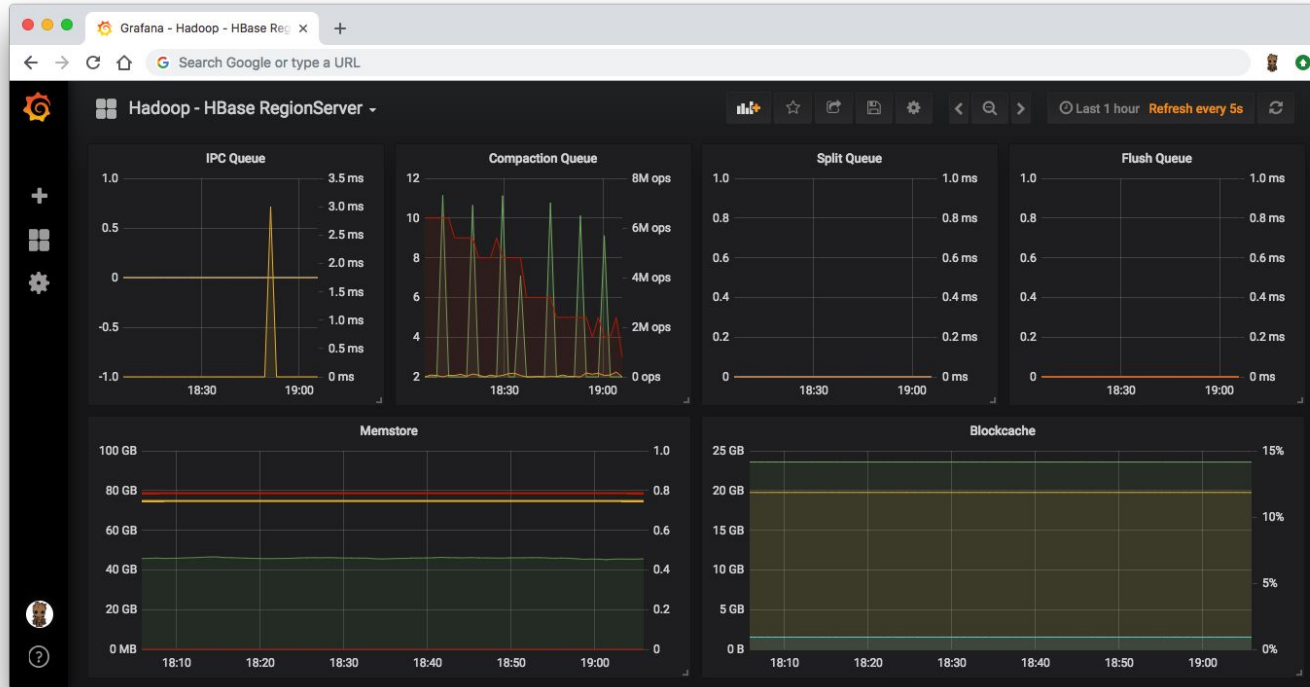 Grafana - Hadoop - HBase Reg
Search Google or type a URL
Hadoop - HBase RegionServer
Last 1 hour Refresh every 5s
IPC Queue
1.0
0.5
0
-0.5
-1.0
3.5 ms
3.0 ms
2.5 ms
2.0 ms
1.5 ms
1.0 ms
0.5 ms
0 ms
18:30 19:00
Compaction Queue
12
10
8
6
4
2
8M ops
6M ops
4M ops
2M ops
0 ops
18:30 19:00
Split Queue
1.0
0.8
0.6
0.4
0.2
0
1.0 ms
0.8 ms
0.6 ms
0.4 ms
0.2 ms
0 ms
18:30 19:00
Flush Queue
1.0
0.8
0.6
0.4
0.2
0
1.0 ms
0.8 ms
0.6 ms
0.4 ms
0.2 ms
0 ms
18:30 19:00
Memstore
100 GB
80 GB
60 GB
40 GB
20 GB
0 MB
1.0
0.8
0.6
0.4
0.2
0
18:10 18:20 18:30 18:40 18:50 19:00
Blockcache
25 GB
20 GB
15 GB
10 GB
5 GB
0 B
15%
10%
5%
0%
18:10 18:20 18:30 18:40 18:50 19:00